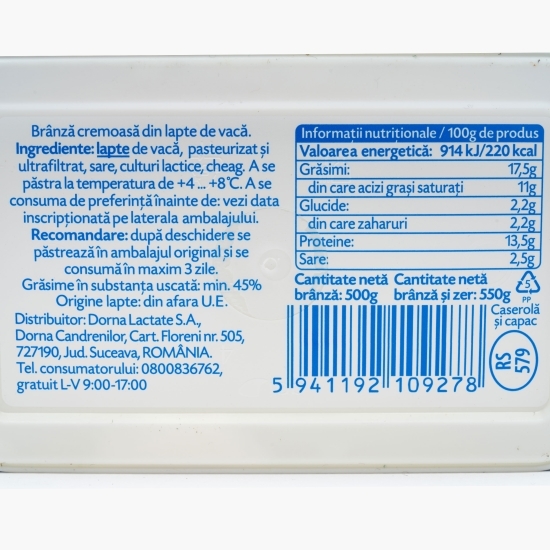 Brânză cremoasă din lapte de vacă.
Ingrediente: lapte de vacă, pasteurizat și
ultrafiltrat, sare, culturi lactice, cheag. A se
păstra la temperatura de +4 ... +8°C. A se
consuma de preferință înainte de: vezi data
inscripționată pe laterala ambalajului.
Recomandare: după deschidere se
păstrează în ambalajul original și se
consumă în maxim 3 zile.
Grăsime în substanța uscată: min. 45%
Origine lapte: din afara U.E.
Distribuitor: Dorna Lactate S.A.,
Dorna Candrenilor, Cart. Floreni nr. 505,
727190, Jud. Suceava, ROMÂNIA.
Tel. consumatorului: 0800836762,
gratuit L-V 9:00-17:00
Informații nutriționale / 100g de produs
Valoarea energetică: 914 kJ/220 kcal
Grăsimi: 17,5g
din care acizi grași saturați 11g
Glucide: 2,2g
din care zaharuri 2,2g
Proteine: 13,5g
Sare: 2,5g
Cantitate netă brânză: 500g
Cantitate netă brânză și zer: 550g
5
PP
Caserolă
și capac
5 941192 109278
RS
579